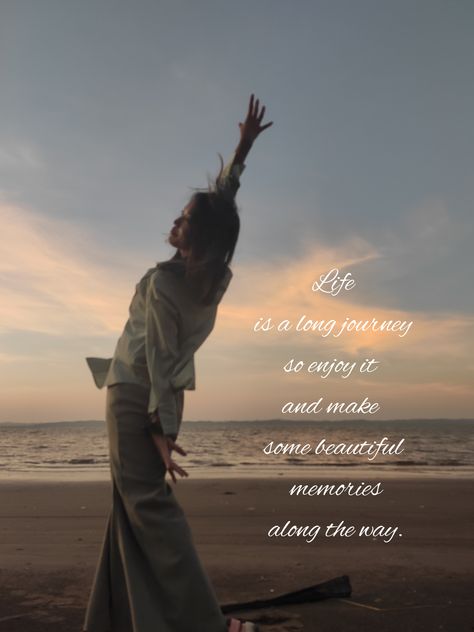 Life
is a long journey
so enjoy it
and make
some beautiful
memories
along the way.